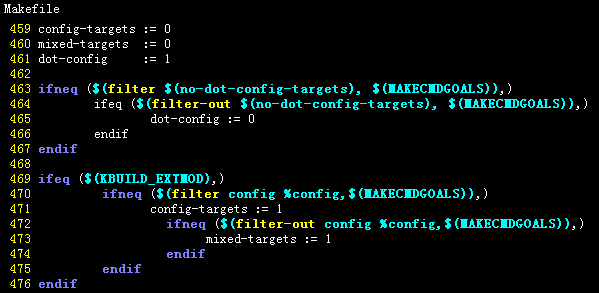 Makefile
459 config-targets := 0
460 mixed-targets  := 0
461 dot-config     := 1
462
463 ifneq ($(filter $(no-dot-config-targets), $(MAKECMDGOALS)),)
464        ifeq ($(filter-out $(no-dot-config-targets), $(MAKECMDGOALS)),)
465               dot-config := 0
466        endif
467 endif
468
469 ifeq ($(KBUILD_EXTMOD),)
470         ifneq ($(filter config %config,$(MAKECMDGOALS)),)
471               config-targets := 1
472                 ifneq ($(filter-out config %config,$(MAKECMDGOALS)),)
473                      mixed-targets := 1
474                 endif
475         endif
476 endif